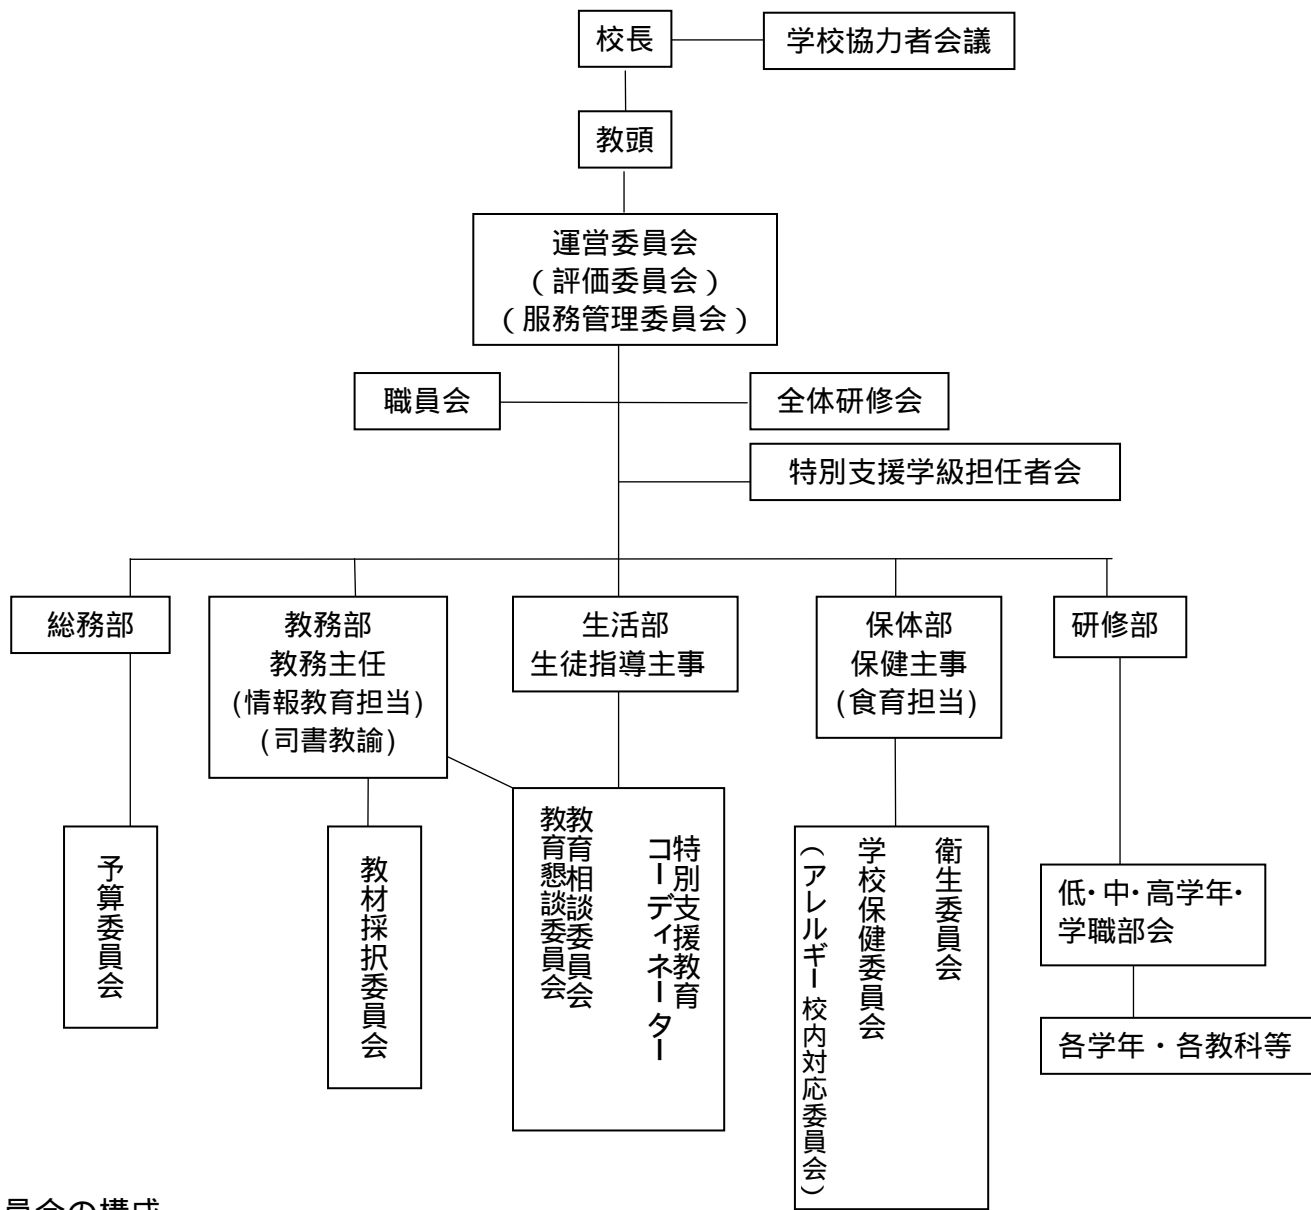 校長
学校協力者会議
教頭
運営委員会
(評価委員会)
(服務管理委員会)
職員会
全体研修会
特別支援学級担任者会
総務部
教務部
教務主任
(情報教育担当)
(司書教諭)
生活部
生徒指導主事
保体部
保健主事
(食育担当)
研修部
予算委員会
教材採択委員会
特別支援教育
コーディネーター
教育相談委員会
教育懇談委員会
衛生委員会
学校保健委員会
(アレルギー校内対応委員会)
低・中・高学年・
学職部会
各学年・各教科等
員会の構成